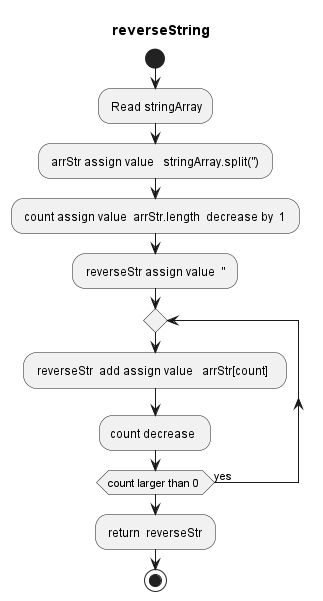 reverseString
Read stringArray
arrStr assign value stringArray.split('')
count assign value arrStr.length decrease by 1
reverseStr assign value ''
reverseStr add assign value arrStr[count]
count decrease
count larger than 0
yes
return reverseStr